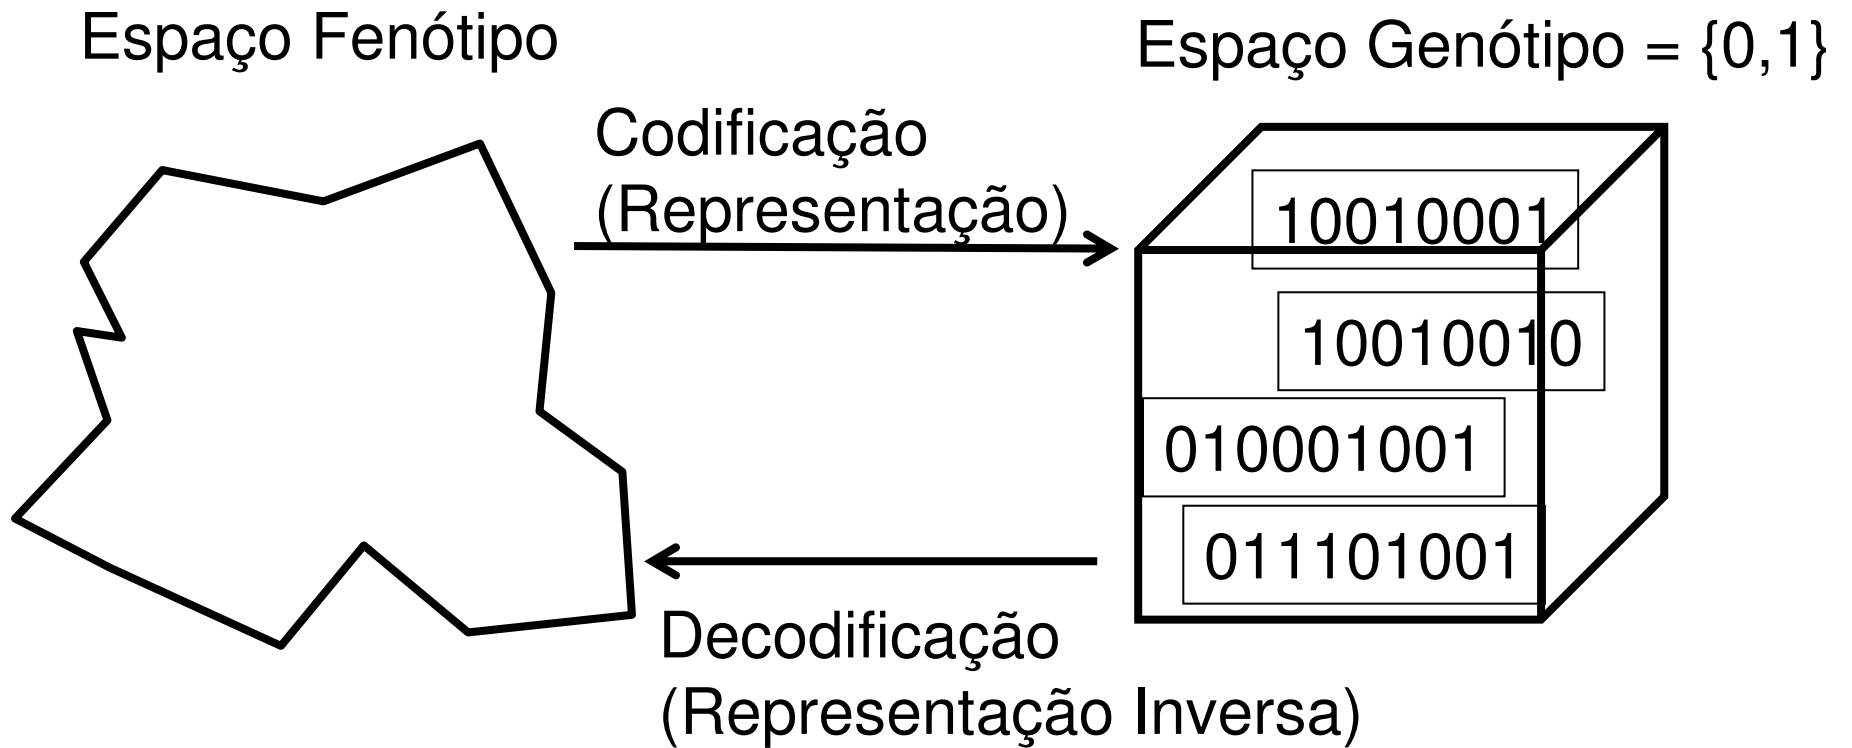 Espaço Fenótipo
Espaço Genótipo = {0,1}
Codificação
(Representação)
10010001
10010010
010001001
011101001
Decodificação
(Representação Inversa)